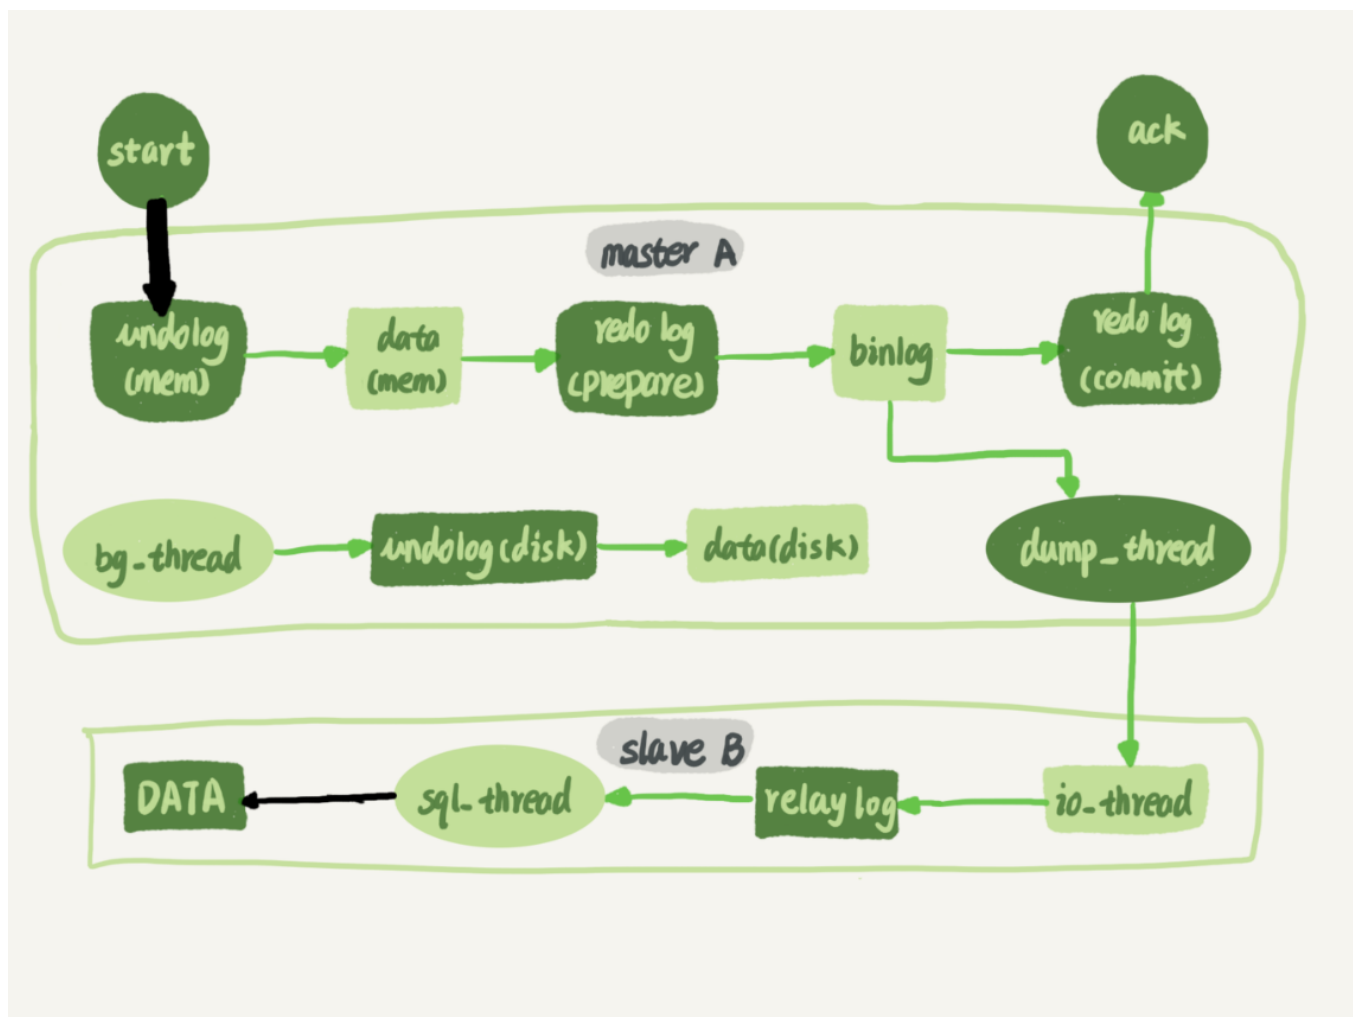 start
ack
master A
undolog
(mem)
data
(mem)
redo log
(prepare)
binlog
redo log
(commit)
bg_thread
undolog(disk)
data(disk)
dump_thread
slave B
DATA
sql_thread
relay log
io_thread